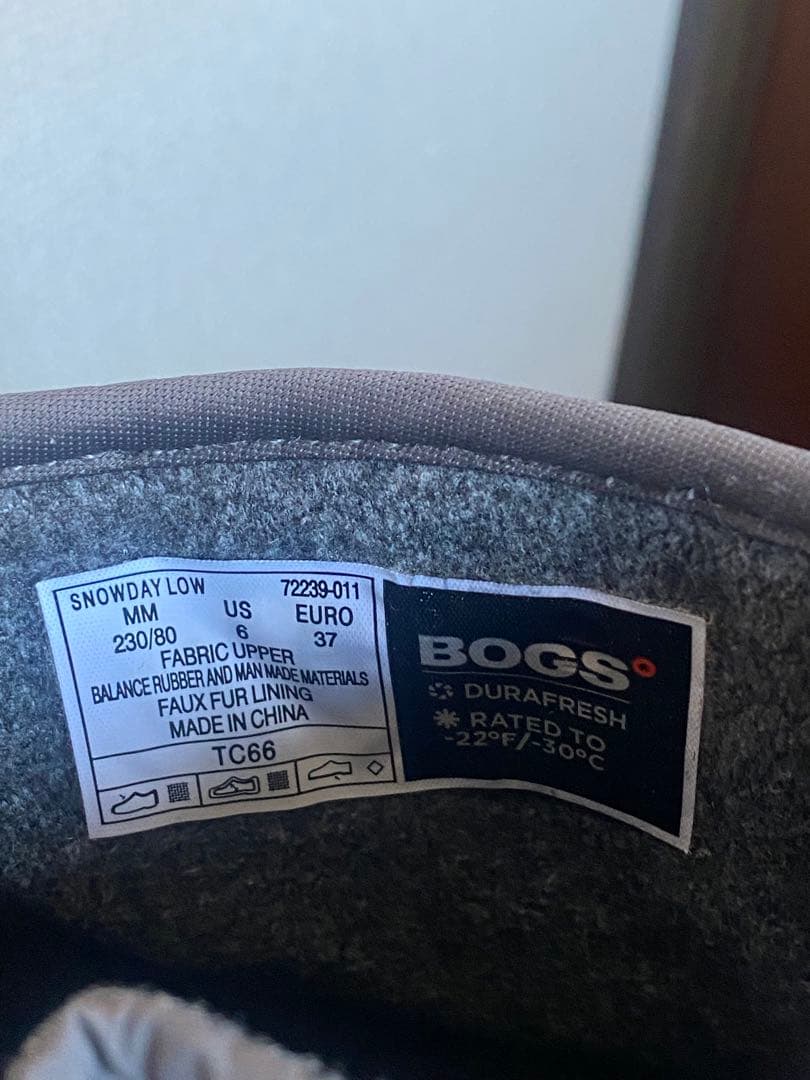 SNOWDAY LOW 72239-011
MM US EURO
230/80 6 37
FABRIC UPPER
BALANCE RUBBER AND MAN MADE MATERIALS
FAUX FUR LINING
MADE IN CHINA
TC66
BOGS
DURAFRESH
RATED TO
-22°F/-30°C